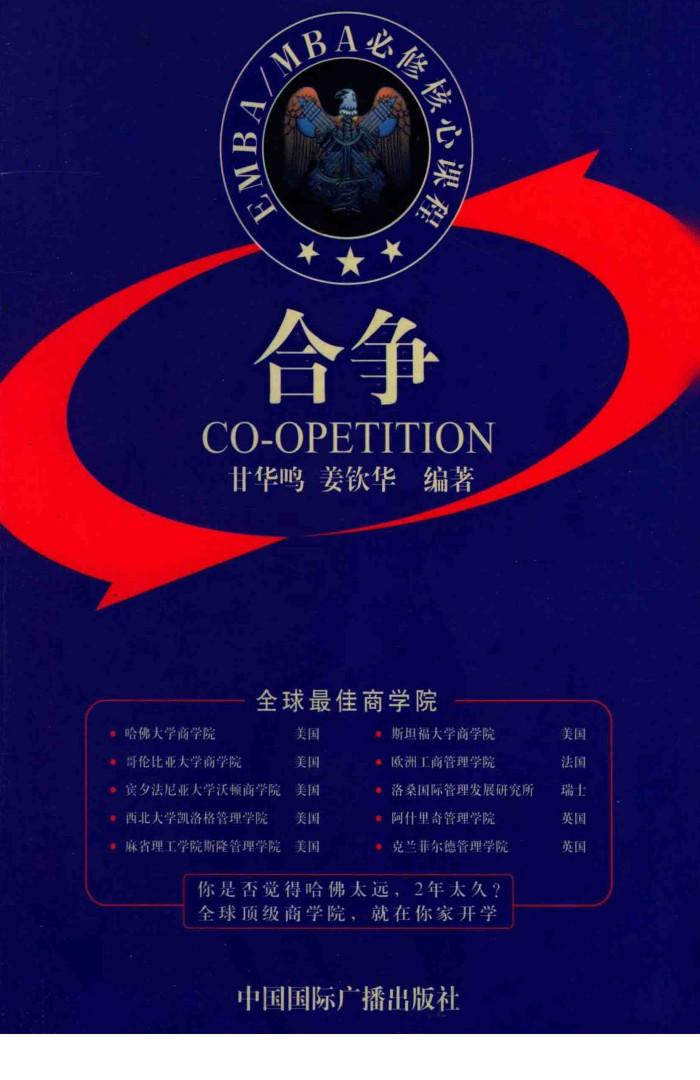 EMBA/MBA必修核心课程
合争
CO-OPETITION
甘华鸣 姜钦华 编著
全球最佳商学院
哈佛大学商学院 美国
斯坦福大学商学院 美国
哥伦比亚大学商学院 美国
欧洲工商管理学院 法国
宾夕法尼亚大学沃顿商学院 美国
洛桑国际管理发展研究所 瑞士
西北大学凯洛格管理学院 美国
阿什里奇管理学院 英国
麻省理工学院斯隆管理学院 美国
克兰菲尔德管理学院 英国
你是否觉得哈佛太远，2年太久？
全球顶级商学院，就在你家开学
中国国际广播出版社